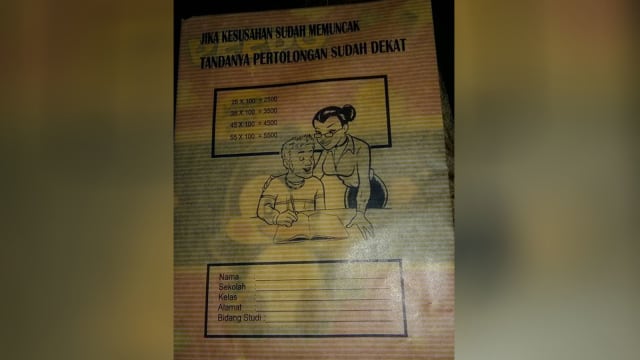 JIKA KESUSAHAN SUDAH MEMUNCAK
TANDANYA PERTOLONGAN SUDAH DEKAT
25 X 100 = 2500
35 X 100 = 3500
45 X 100 = 4500
55 X 100 = 5500
Nama :
Sekolah :
Kelas :
Alamat :
Bidang Studi :